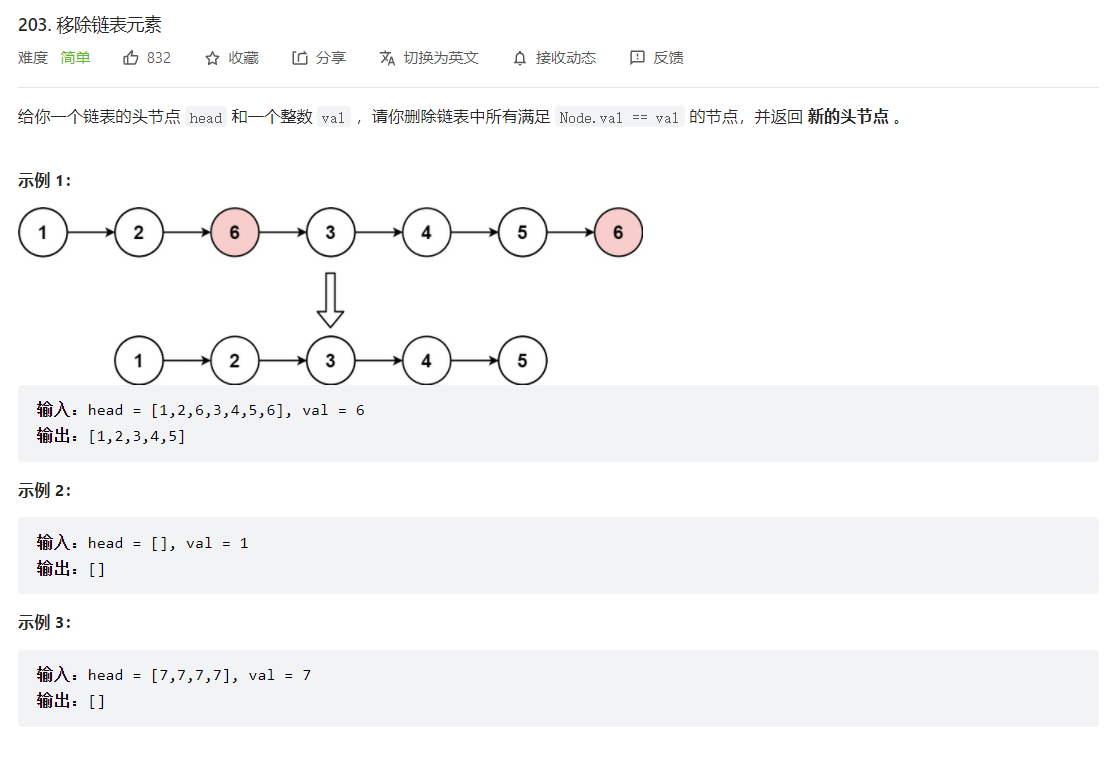 203. 移除链表元素
难度 简单 832 收藏 分享 切换为英文 接收动态 反馈
给你一个链表的头节点 head 和一个整数 val ，请你删除链表中所有满足 Node.val == val 的节点，并返回 新的头节点 。
示例 1：
1 2 6 3 4 5 6
1 2 3 4 5
输入：head = [1,2,6,3,4,5,6], val = 6
输出：[1,2,3,4,5]
示例 2：
输入：head = [], val = 1
输出：[]
示例 3：
输入：head = [7,7,7,7], val = 7
输出：[]